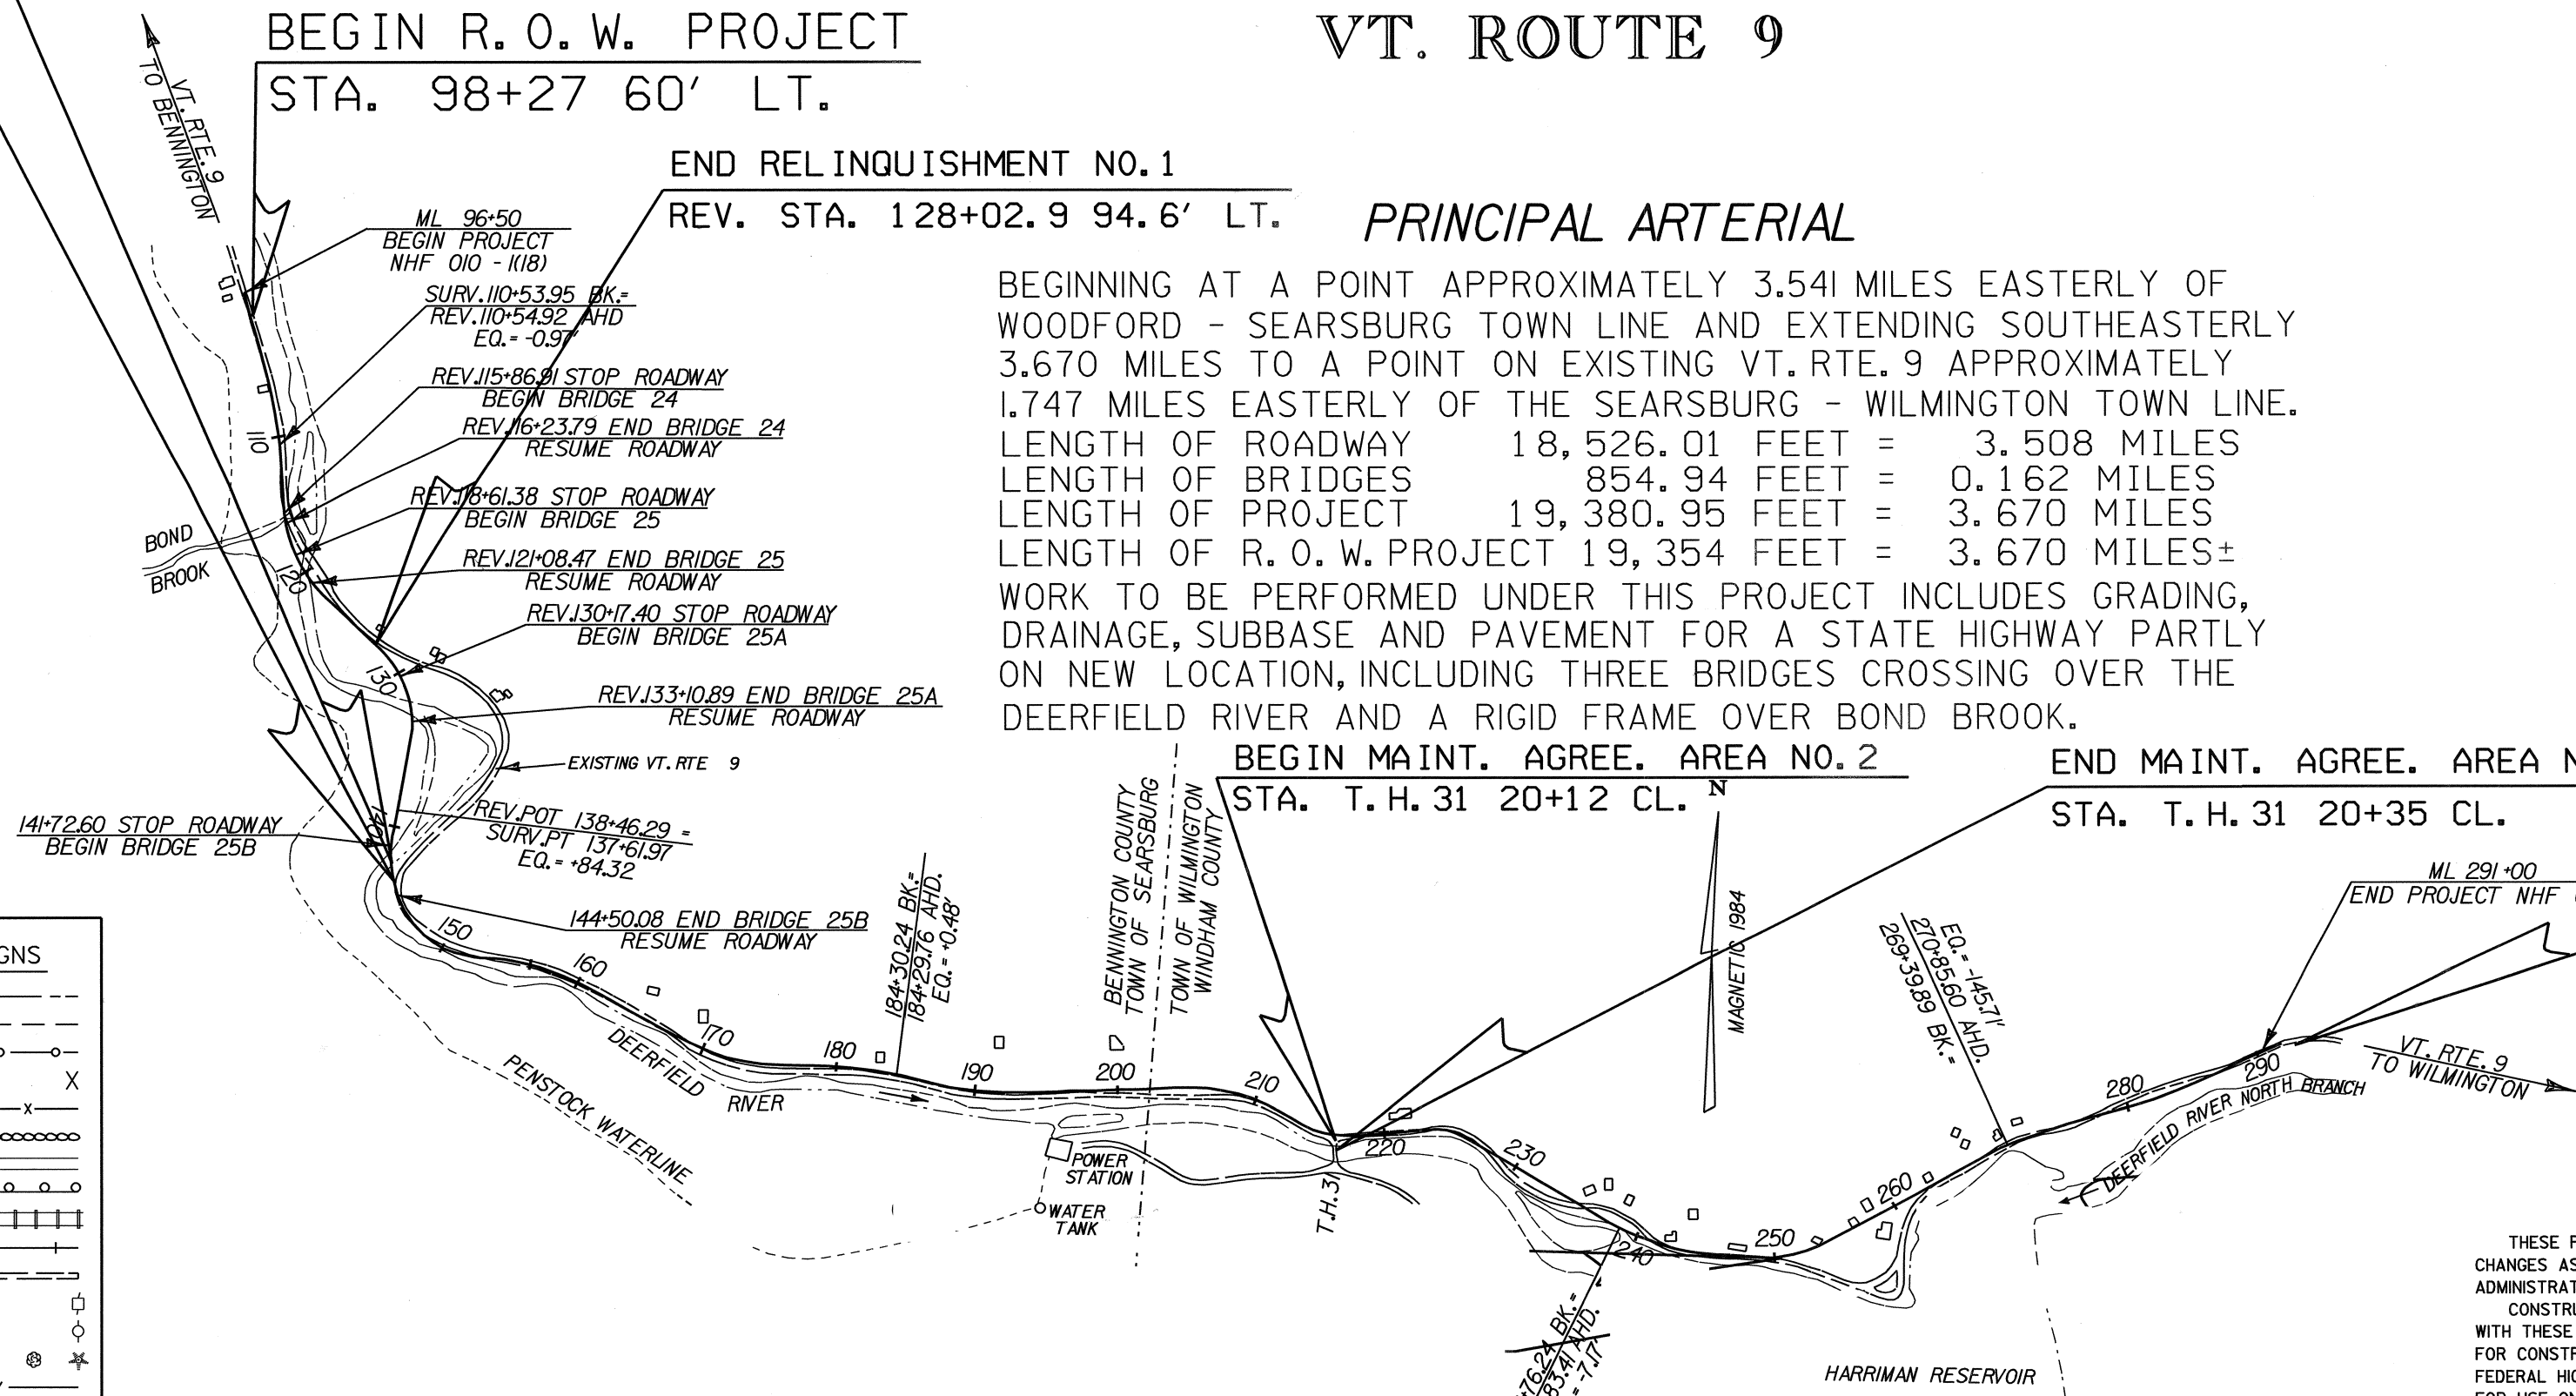 BEGIN R.O.W. PROJECT
STA. 98+27 60' LT.
VT. ROUTE 9
VT. RTE. 9
TO BENNINGTON
END RELINQUISHMENT NO. 1
REV. STA. 128+02.9 94.6' LT.
PRINCIPAL ARTERIAL
BEGINNING AT A POINT APPROXIMATELY 3.541 MILES EASTERLY OF
WOODFORD - SEARSBURG TOWN LINE AND EXTENDING SOUTHEASTERLY
3.670 MILES TO A POINT ON EXISTING VT. RTE. 9 APPROXIMATELY
1.747 MILES EASTERLY OF THE SEARSBURG - WILMINGTON TOWN LINE.
LENGTH OF ROADWAY 18,526.01 FEET = 3.508 MILES
LENGTH OF BRIDGES 854.94 FEET = 0.162 MILES
LENGTH OF PROJECT 19,380.95 FEET = 3.670 MILES
LENGTH OF R.O.W. PROJECT 19,354 FEET = 3.670 MILES±
WORK TO BE PERFORMED UNDER THIS PROJECT INCLUDES GRADING,
DRAINAGE, SUBBASE AND PAVEMENT FOR A STATE HIGHWAY PARTLY
ON NEW LOCATION, INCLUDING THREE BRIDGES CROSSING OVER THE
DEERFIELD RIVER AND A RIGID FRAME OVER BOND BROOK.
ML 96+50
BEGIN PROJECT
NHF 010 - 1(18)
SURV. 110+53.95 BK.=
REV. 110+54.92 AHD
EQ. = -0.97'
REV. 115+86.91 STOP ROADWAY
BEGIN BRIDGE 24
REV. 116+23.79 END BRIDGE 24
RESUME ROADWAY
REV. 118+61.38 STOP ROADWAY
BEGIN BRIDGE 25
REV. 121+08.47 END BRIDGE 25
RESUME ROADWAY
REV. 130+17.40 STOP ROADWAY
BEGIN BRIDGE 25A
REV. 133+10.89 END BRIDGE 25A
RESUME ROADWAY
EXISTING VT. RTE 9
REV. POT 138+46.29 =
SURV. PT 137+61.97
EQ. = +84.32
141+72.60 STOP ROADWAY
BEGIN BRIDGE 25B
144+50.08 END BRIDGE 25B
RESUME ROADWAY
BOND
BROOK
110
120
130
140
150
160
170
180
190
200
210
220
230
240
250
260
280
290
184+30.24 BK.=
184+29.76 AHD.
EQ. = +0.48'
BENNINGTON COUNTY
TOWN OF SEARSBURG
TOWN OF WILMINGTON
WINDHAM COUNTY
BEGIN MAINT. AGREE. AREA NO. 2
STA. T.H. 31 20+12 CL.
END MAINT. AGREE. AREA N
STA. T.H. 31 20+35 CL.
N
MAGNETIC 1984
ML 291+00
END PROJECT NHF
EQ. = -145.71'
270+85.60 AHD.
269+39.89 BK.=
VT. RTE. 9
TO WILMINGTON
DEERFIELD RIVER NORTH BRANCH
DEERFIELD
RIVER
PENSTOCK WATERLINE
POWER
STATION
WATER
TANK
T.H. 31
+76.24 BK.=
83.41 AHD.
= -7.17'
HARRIMAN RESERVOIR
GNS
X
x
THESE
CHANGES AS
ADMINISTRAT
CONSTRU
WITH THESE
FOR CONSTR
FEDERAL HI